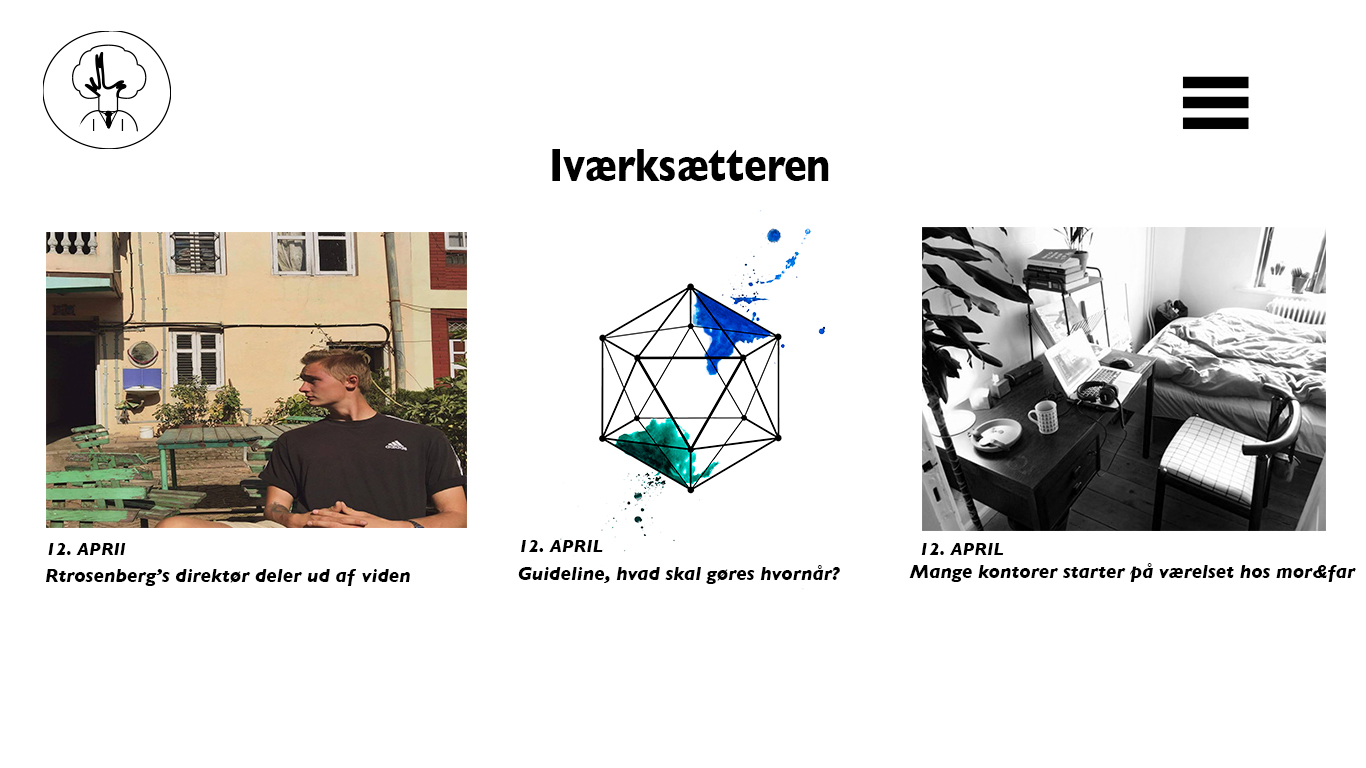 Iværksætteren
12. APRIl
Rtrosenberg's direktør deler ud af viden
12. APRIL
Guideline, hvad skal gøres hvornår?
12. APRIL
Mange kontorer starter på værelset hos mor&far